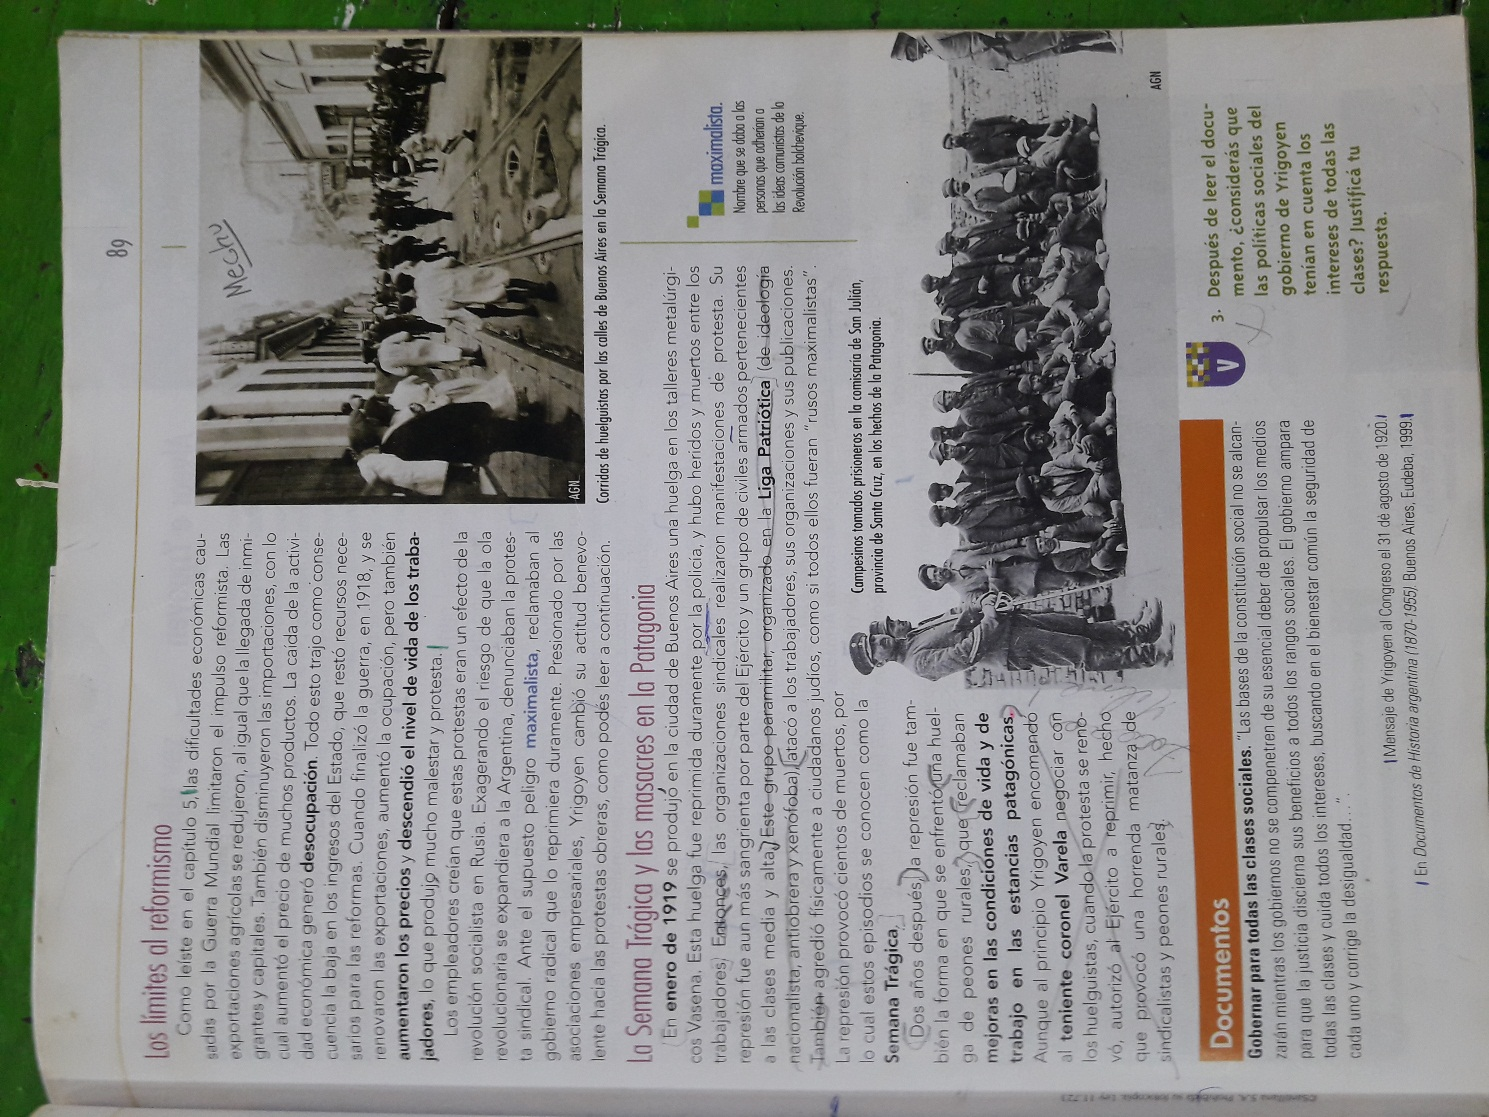 89
Los límites al reformismo
Como leíste en el capítulo 5, las dificultades económicas cau-
sadas por la Guerra Mundial limitaron el impulso reformista. Las
exportaciones agrícolas se redujeron, al igual que la llegada de inmi-
grantes y capitales. También disminuyeron las importaciones, con lo
cual aumentó el precio de muchos productos. La caída de la activi-
dad económica generó desocupación. Todo esto trajo como conse-
cuencia la baja en los ingresos del Estado, que restó recursos nece-
sarios para las reformas. Cuando finalizó la guerra, en 1918, y se
renovaron las exportaciones, aumentó la ocupación, pero también
aumentaron los precios y descendió el nivel de vida de los traba-
jadores, lo que produjo mucho malestar y protesta.
Los empleadores creían que estas protestas eran un efecto de la
revolución socialista en Rusia. Exagerando el riesgo de que la ola
revolucionaria se expandiera a la Argentina, denunciaban la protes-
ta sindical. Ante el supuesto peligro maximalista, reclamaban al
gobierno radical que lo reprimiera duramente. Presionado por las
asociaciones empresariales, Yrigoyen cambió su actitud benevo-
lente hacia las protestas obreras, como podés leer a continuación.
Mechu
AGN
Corridas de huelguistas por las calles de Buenos Aires en la Semana Trágica.
La Semana Trágica y las masacres en la Patagonia
En enero de 1919 se produjo en la ciudad de Buenos Aires una huelga en los talleres metalúrgi-
cos Vasena. Esta huelga fue reprimida duramente por la policía, y hubo heridos y muertos entre los
trabajadores. Entonces, las organizaciones sindicales realizaron manifestaciones de protesta. Su
represión fue aun más sangrienta por parte del Ejército y un grupo de civiles armados pertenecientes
a las clases media y alta. Este grupo paramilitar, organizado en la Liga Patriótica (de ideología
nacionalista, antiobrera y xenófoba) atacó a los trabajadores, sus organizaciones y sus publicaciones.
También agredió físicamente a ciudadanos judíos, como si todos ellos fueran "rusos maximalistas".
La represión provocó cientos de muertos, por
lo cual estos episodios se conocen como la
Semana Trágica.
Dos años después, la represión fue tam-
bién la forma en que se enfrentó una huel-
ga de peones rurales, que reclamaban
mejoras en las condiciones de vida y de
trabajo en las estancias patagónicas.
Aunque al principio Yrigoyen encomendó
al teniente coronel Varela negociar con
los huelguistas, cuando la protesta se reno-
vó, autorizó al Ejército a reprimir, hecho
que provocó una horrenda matanza de
sindicalistas y peones rurales.
maximalista.
Nombre que se daba a las
personas que adherían a
las ideas comunistas de la
Revolución bolchevique.
Campesinos tomados prisioneros en la comisaría de San Julián,
provincia de Santa Cruz, en los hechos de la Patagonia.
AGN
Documentos
Gobernar para todas las clases sociales. "Las bases de la constitución social no se alcan-
zarán mientras los gobiernos no se compenetren de su esencial deber de propulsar los medios
para que la justicia discierna sus beneficios a todos los rangos sociales. El gobierno ampara
todas las clases y cuida todos los intereses, buscando en el bienestar común la seguridad de
cada uno y corrige la desigualdad..."
Mensaje de Yrigoyen al Congreso el 31 de agosto de 1920.
En Documentos de Historia argentina (1870-1955). Buenos Aires, Eudeba, 1999.
V
3. Después de leer el docu-
mento, ¿considerás que
las políticas sociales del
gobierno de Yrigoyen
tenían en cuenta los
intereses de todas las
clases? Justificá tu
respuesta.
©Santillana S.A. Prohibida su fotocopia. Ley 11.723